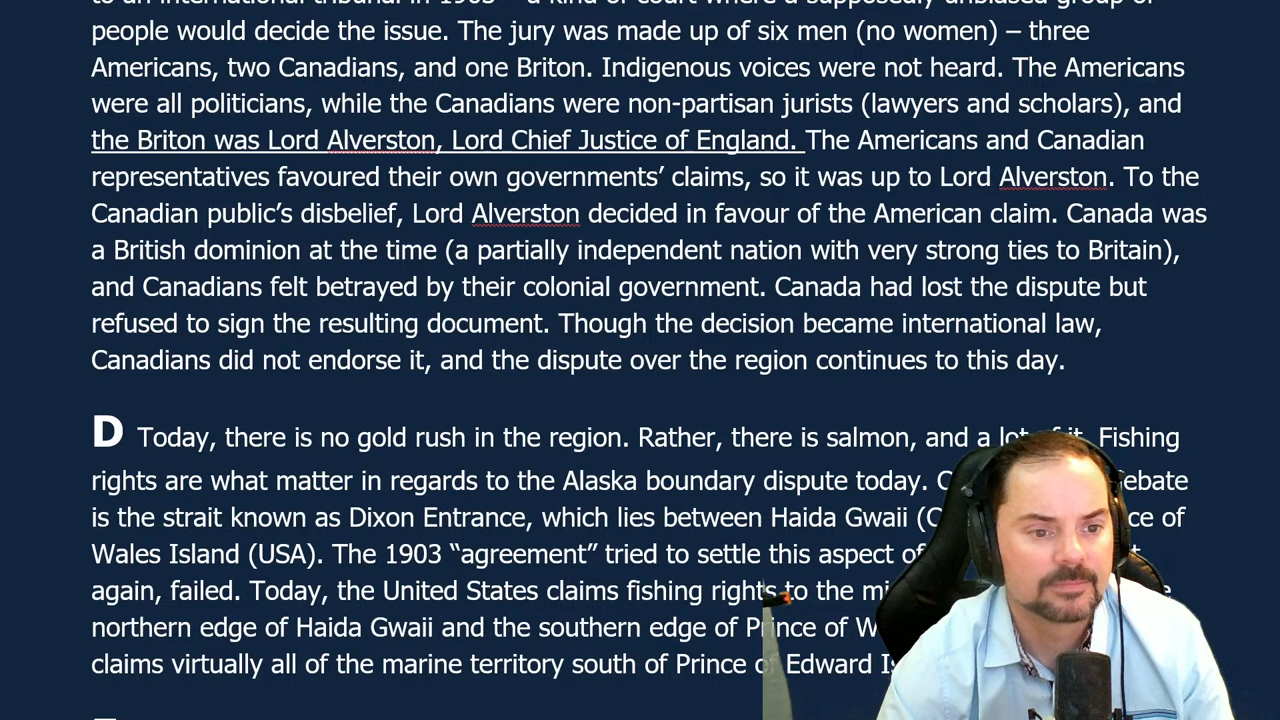 people would decide the issue. The jury was made up of six men (no women) – three
Americans, two Canadians, and one Briton. Indigenous voices were not heard. The Americans
were all politicians, while the Canadians were non-partisan jurists (lawyers and scholars), and
the Briton was Lord Alverston, Lord Chief Justice of England. The Americans and Canadian
representatives favoured their own governments’ claims, so it was up to Lord Alverston. To the
Canadian public’s disbelief, Lord Alverston decided in favour of the American claim. Canada was
a British dominion at the time (a partially independent nation with very strong ties to Britain),
and Canadians felt betrayed by their colonial government. Canada had lost the dispute but
refused to sign the resulting document. Though the decision became international law,
Canadians did not endorse it, and the dispute over the region continues to this day.
D Today, there is no gold rush in the region. Rather, there is salmon, and a lot of it. Fishing
rights are what matter in regards to the Alaska boundary dispute today.
is the strait known as Dixon Entrance, which lies between Haida Gwaii
Wales Island (USA). The 1903 “agreement” tried to settle this aspect
again, failed. Today, the United States claims fishing rights to the
northern edge of Haida Gwaii and the southern edge of Prince of
claims virtually all of the marine territory south of Prince of Edward